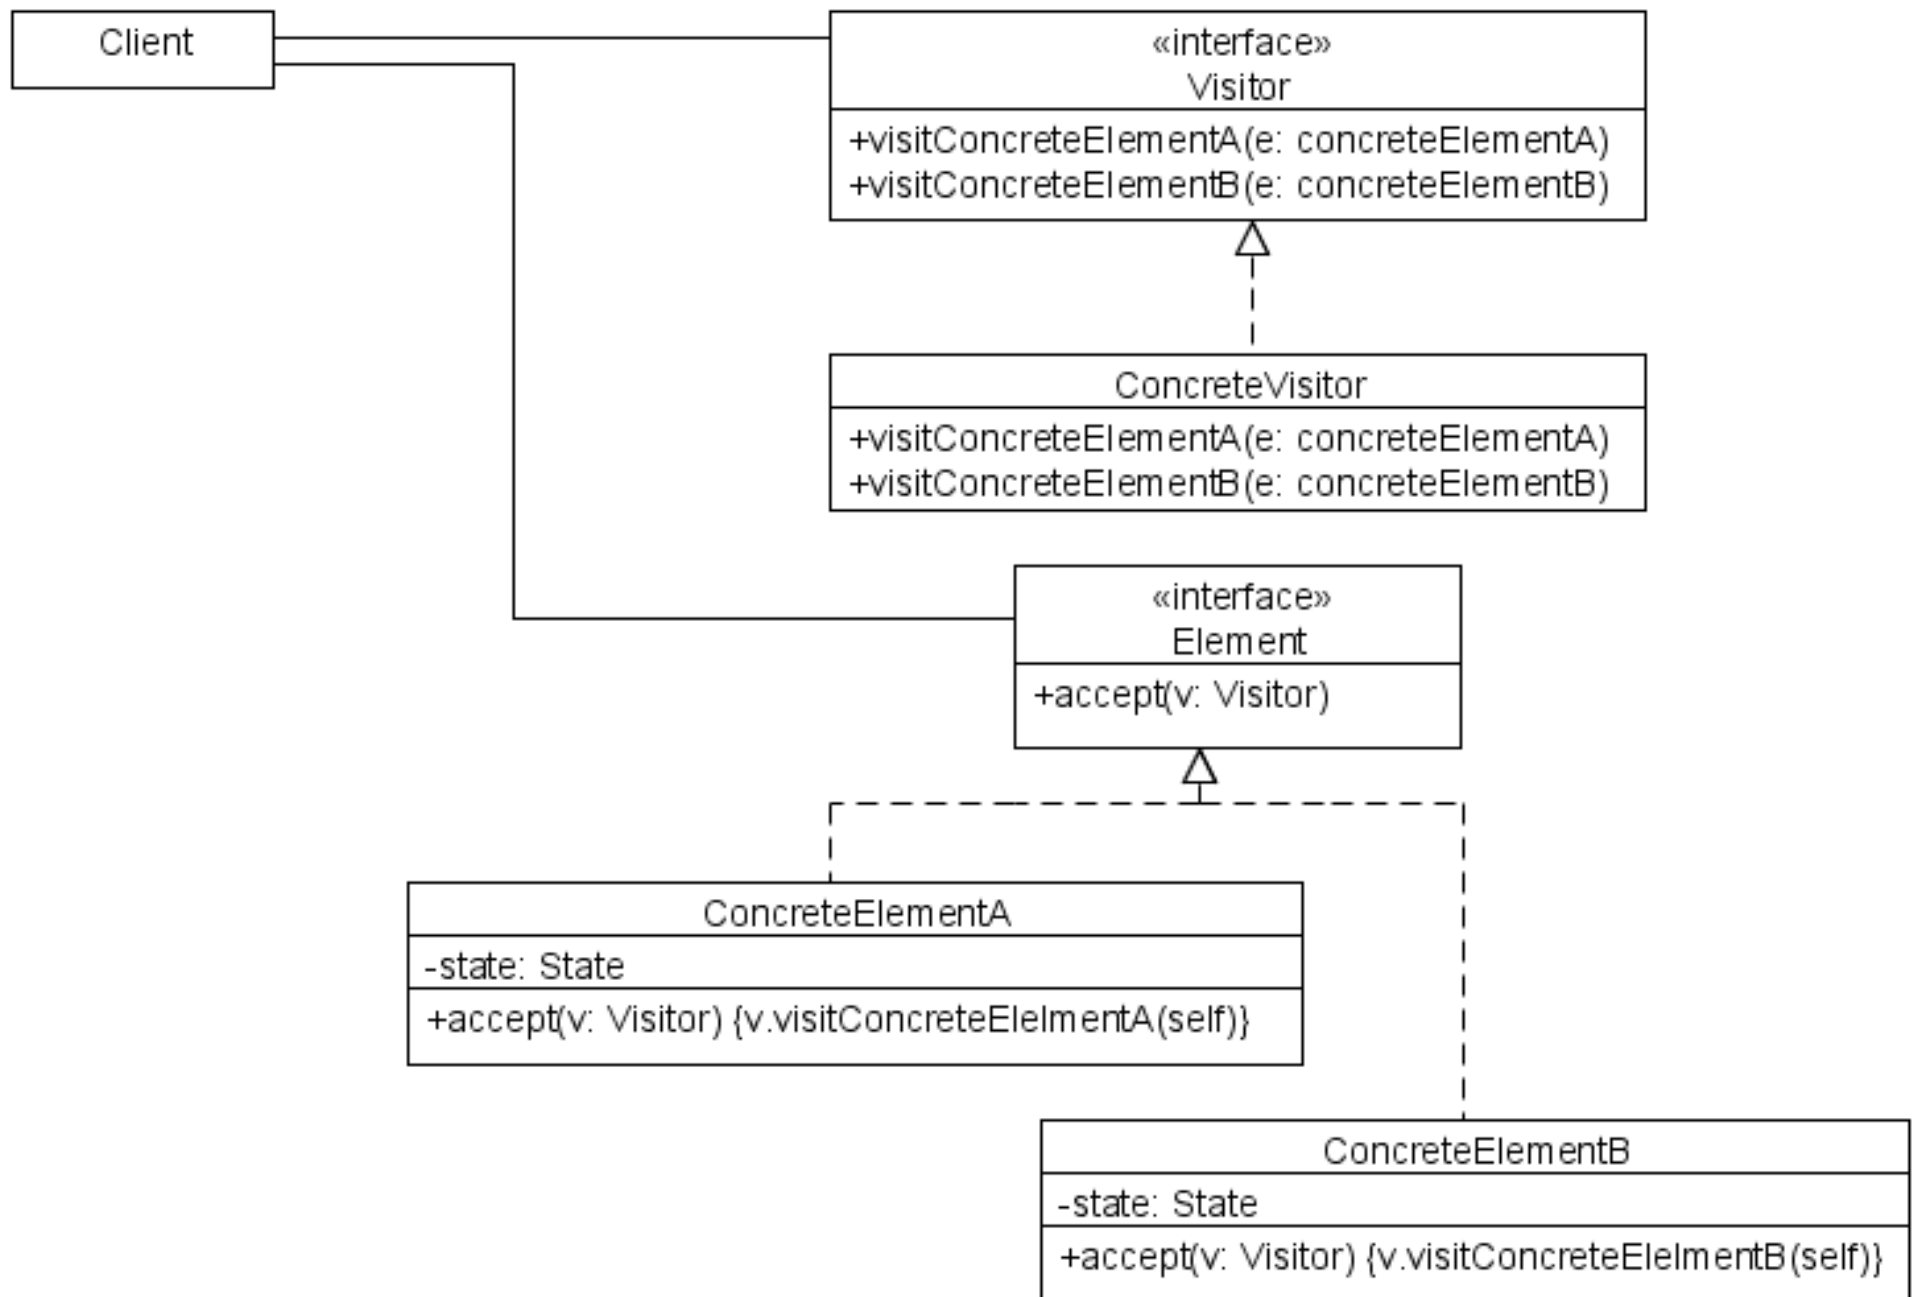 Client
«interface»
Visitor
+visitConcreteElementA(e: concreteElementA)
+visitConcreteElementB(e: concreteElementB)
ConcreteVisitor
+visitConcreteElementA(e: concreteElementA)
+visitConcreteElementB(e: concreteElementB)
«interface»
Element
+accept(v: Visitor)
ConcreteElementA
-state: State
+accept(v: Visitor) {v.visitConcreteElelmentA(self)}
ConcreteElementB
-state: State
+accept(v: Visitor) {v.visitConcreteElelmentB(self)}